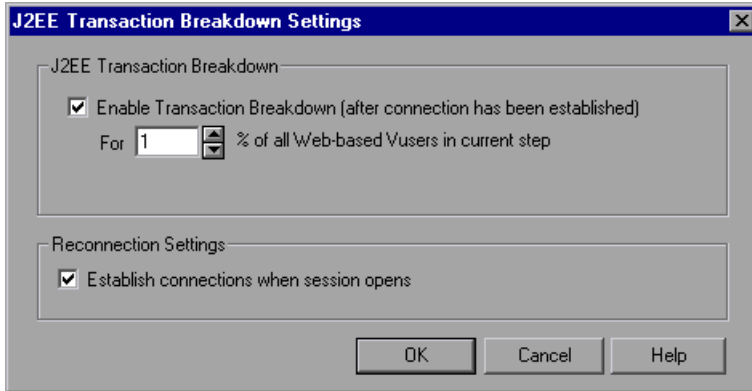 J2EE Transaction Breakdown Settings
J2EE Transaction Breakdown
Enable Transaction Breakdown (after connection has been established)
For 1 % of all Web-based Vusers in current step
Reconnection Settings
Establish connections when session opens
OK Cancel Help